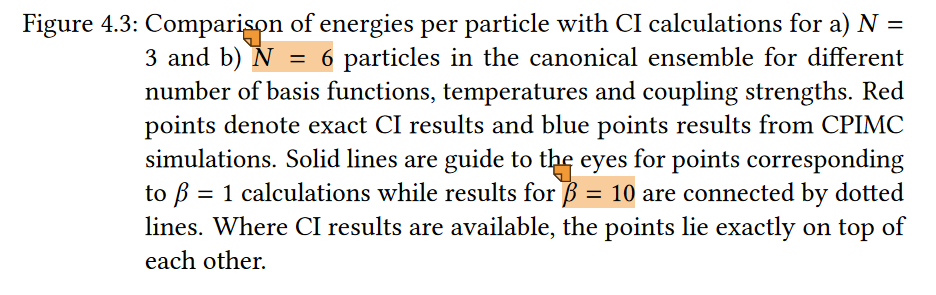 Figure 4.3: Comparison of energies per particle with CI calculations for a) N =
3 and b) N = 6 particles in the canonical ensemble for different
number of basis functions, temperatures and coupling strengths. Red
points denote exact CI results and blue points results from CPIMC
simulations. Solid lines are guide to the eyes for points corresponding
to β = 1 calculations while results for β = 10 are connected by dotted
lines. Where CI results are available, the points lie exactly on top of
each other.